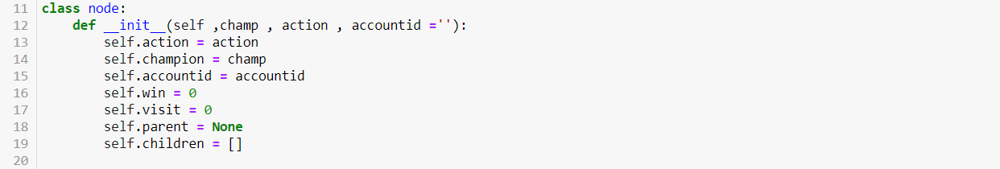 11 class node:
12     def __init__(self ,champ , action , accountid =''):
13         self.action = action
14         self.champion = champ
15         self.accountid = accountid
16         self.win = 0
17         self.visit = 0
18         self.parent = None
19         self.children = []
20